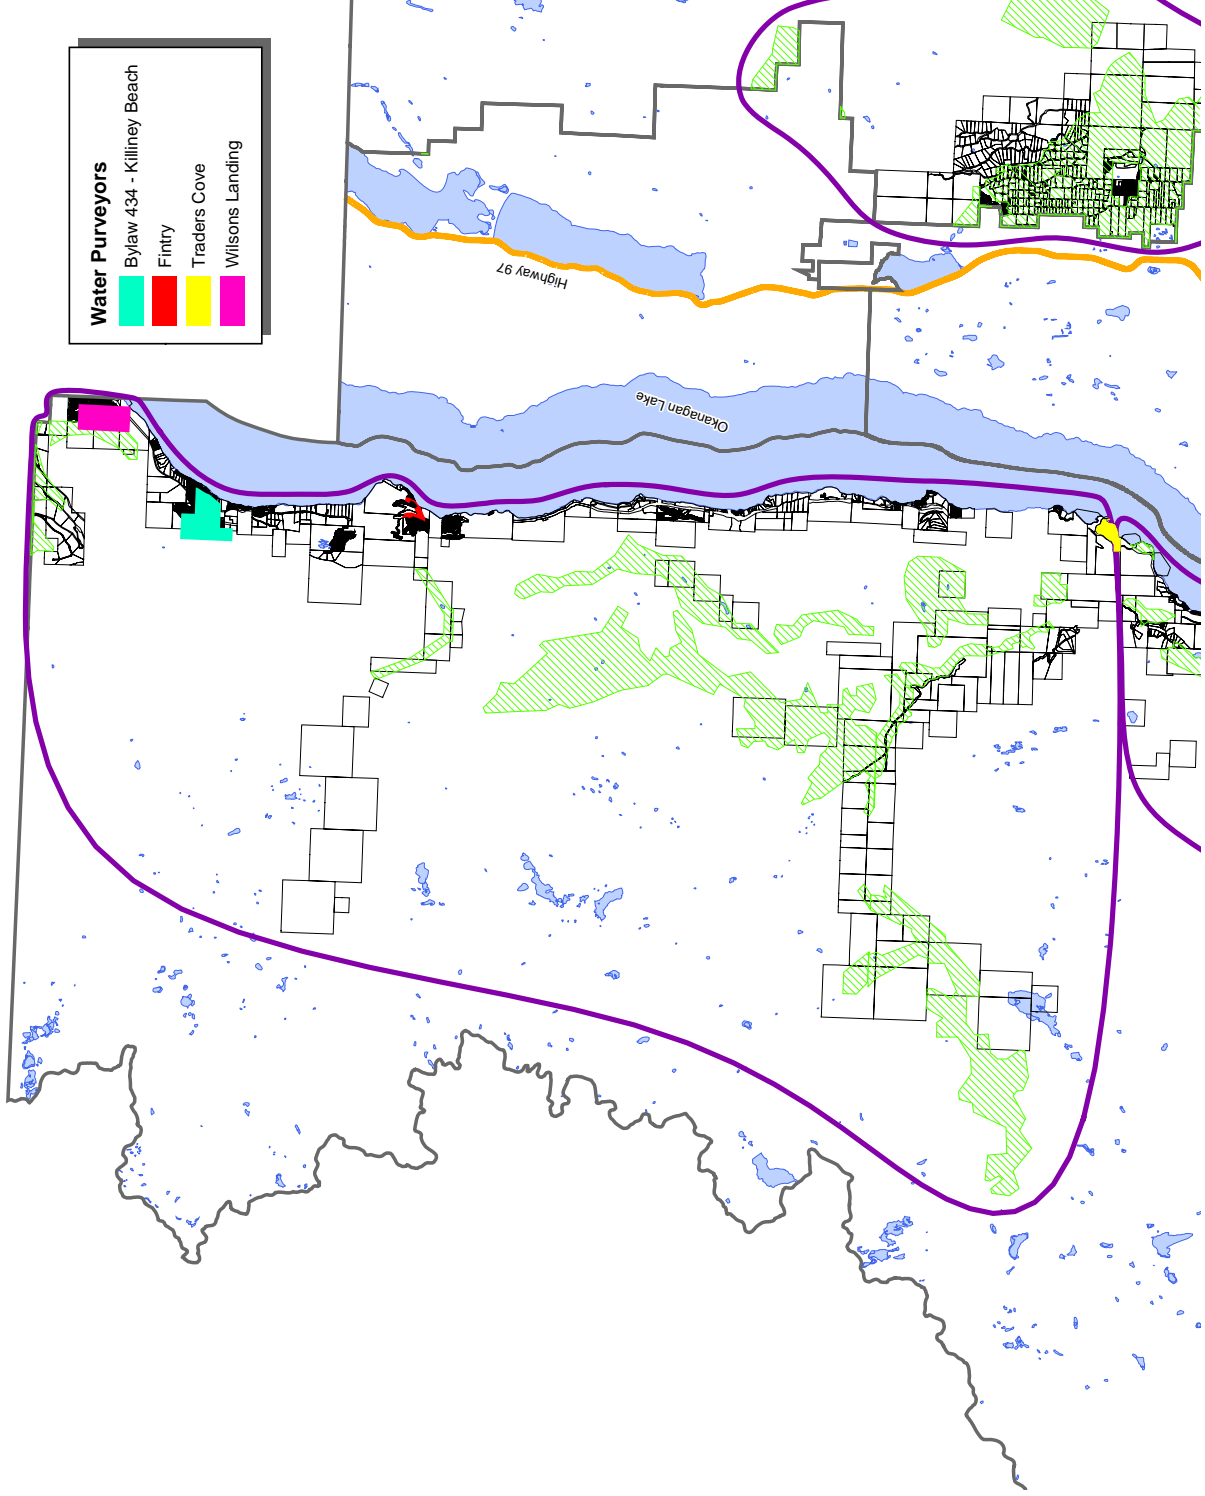 Water Purveyors
Bylaw 434 - Killiney Beach
Fintry
Traders Cove
Wilsons Landing
Highway 97
Okanagan Lake